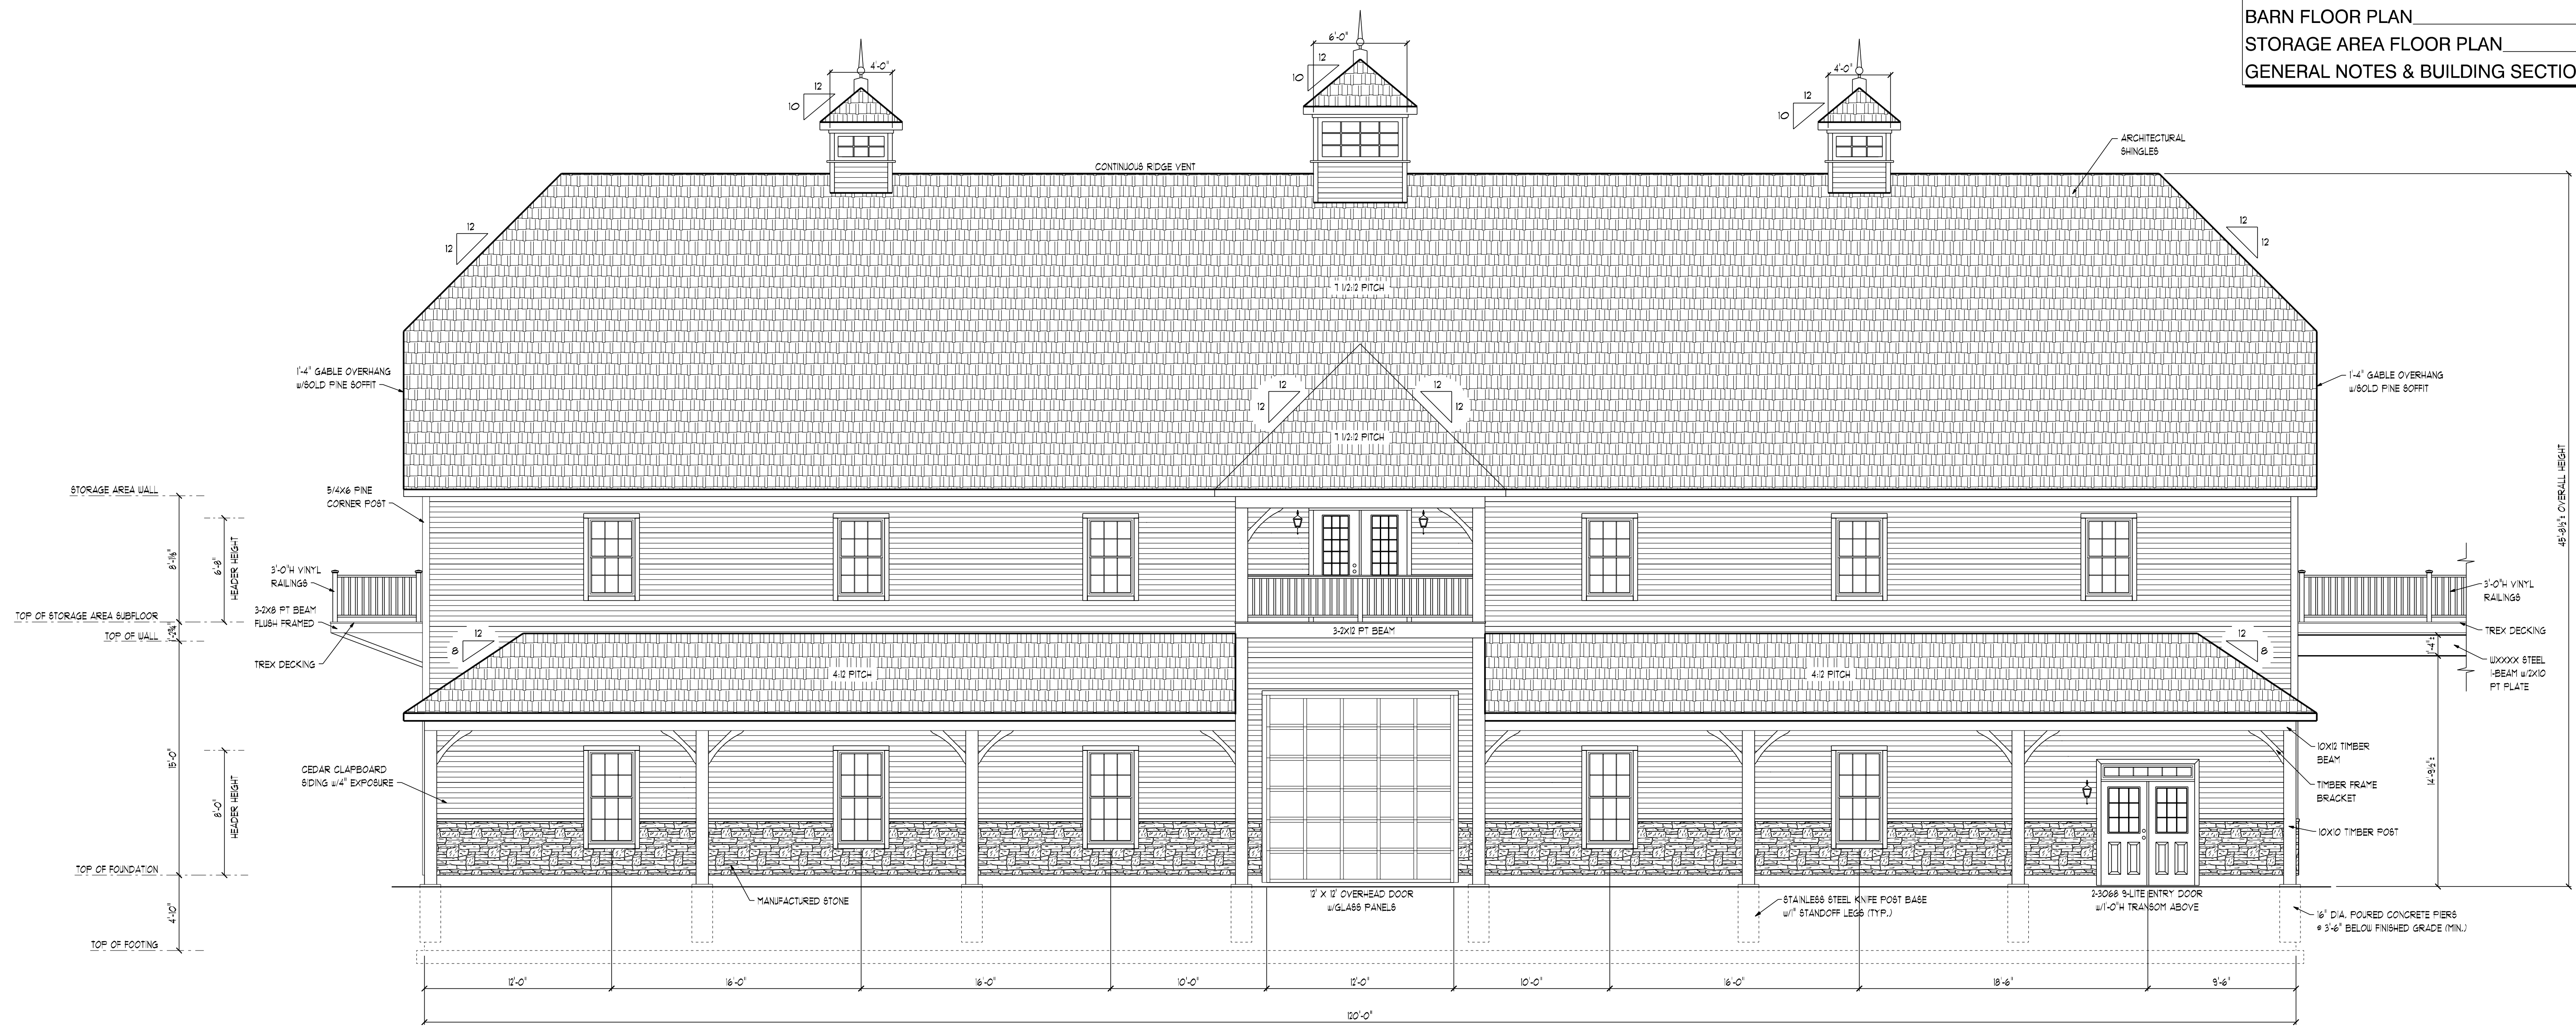 BARN FLOOR PLAN
STORAGE AREA FLOOR PLAN
GENERAL NOTES & BUILDING SECTIO
6'-0"
12
10
4'-0"
12
10
4'-0"
12
10
ARCHITECTURAL
SHINGLES
CONTINUOUS RIDGE VENT
12
12
12
12
7 1/2:12 PITCH
1'-4" GABLE OVERHANG
w/SOLD PINE SOFFIT
1'-4" GABLE OVERHANG
w/SOLD PINE SOFFIT
12
12
12
12
7 1/2:12 PITCH
45'-8½"± OVERALL HEIGHT
STORAGE AREA WALL
5/4X6 PINE
CORNER POST
8'-1⅛"
6'-8"
HEADER HEIGHT
3'-0"H VINYL
RAILINGS
3-2X8 PT BEAM
FLUSH FRAMED
TOP OF STORAGE AREA SUBFLOOR
1'-2¾"
TOP OF WALL
TREX DECKING
3'-0"H VINYL
RAILINGS
TREX DECKING
1'-4"±
WXXXX STEEL
I-BEAM w/2X10
PT PLATE
3-2X12 PT BEAM
12
8
4:12 PITCH
4:12 PITCH
12
8
15'-0"
8'-0"
HEADER HEIGHT
CEDAR CLAPBOARD
SIDING w/4" EXPOSURE
10X12 TIMBER
BEAM
TIMBER FRAME
BRACKET
14'-9½"±
10X10 TIMBER POST
TOP OF FOUNDATION
4'-10"
TOP OF FOOTING
MANUFACTURED STONE
12' X 12' OVERHEAD DOOR
w/GLASS PANELS
STAINLESS STEEL KNIFE POST BASE
w/1" STANDOFF LEGS (TYP.)
2-3068 9-LITE ENTRY DOOR
w/1'-0"H TRANSOM ABOVE
16" DIA. POURED CONCRETE PIERS
@ 3'-6" BELOW FINISHED GRADE (MIN.)
12'-0"
16'-0"
16'-0"
10'-0"
12'-0"
10'-0"
16'-0"
18'-6"
9'-6"
120'-0"